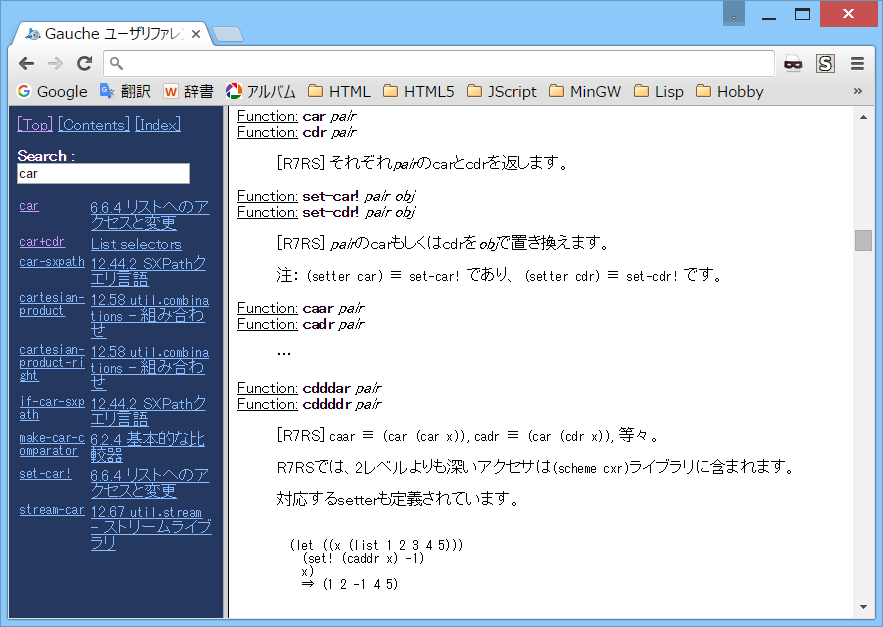 Gauche ユーザリファレ
Google 翻訳 辞書 アルバム HTML HTML5 JScript MinGW Lisp Hobby »
[Top] [Contents] [Index]
Search :
car
car 6.6.4 リストへのア
クセスと変更
car+cdr List selectors
car-sxpath 12.44.2 SXPathク
エリ言語
cartesian- 12.58 util.combina
product tions - 組み合わ
せ
cartesian- 12.58 util.combina
product-ri tions - 組み合わ
ght せ
if-car-sxp 12.44.2 SXPathク
ath エリ言語
make-car-c 6.2.4 基本的な比
omparator 較器
set-car! 6.6.4 リストへのア
クセスと変更
stream-car 12.67 util.stream
- ストリームライブ
ラリ
Function: car pair
Function: cdr pair
[R7RS] それぞれpairのcarとcdrを返します。
Function: set-car! pair obj
Function: set-cdr! pair obj
[R7RS] pairのcarもしくはcdrをobjで置き換えます。
注： (setter car) ≡ set-car! であり、 (setter cdr) ≡ set-cdr! です。
Function: caar pair
Function: cadr pair
…
Function: cdddar pair
Function: cddddr pair
[R7RS] caar ≡ (car (car x)), cadr ≡ (car (cdr x)), 等々。
R7RSでは、2レベルよりも深いアクセサは(scheme cxr)ライブラリに含まれます。
対応するsetterも定義されています。
(let ((x (list 1 2 3 4 5)))
(set! (caddr x) -1)
x)
⇒ (1 2 -1 4 5)